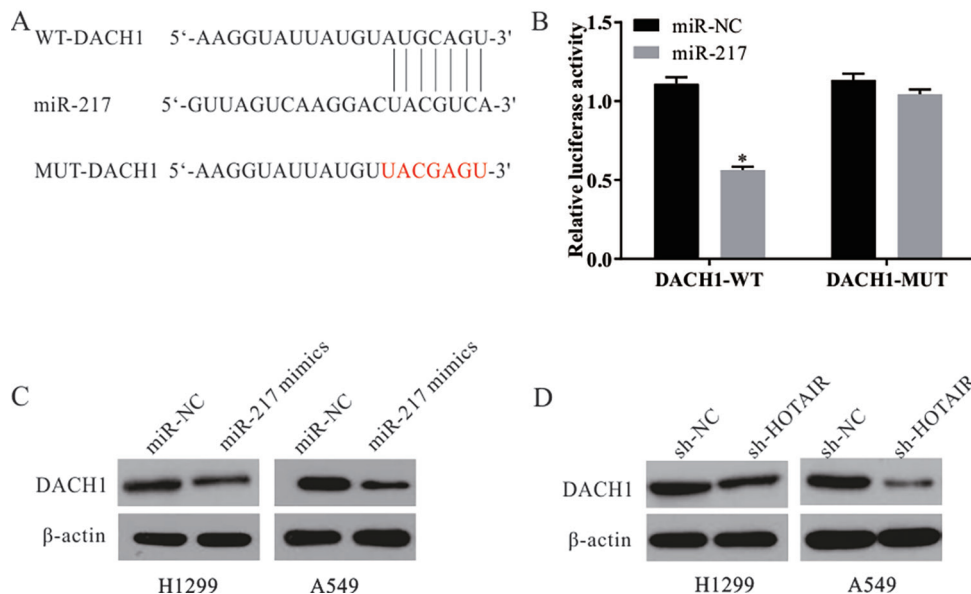 A
WT-DACH1 5'-AAGGUAUUAUGUAUGCAGU-3'
miR-217 5'-GUUAGUCAAGGACUACGUCA-3'
MUT-DACH1 5'-AAGGUAUUAUGUUACGAGU-3'
B
Relative luciferase activity
1.5
1.0
0.5
0.0
miR-NC
miR-217
*
DACH1-WT DACH1-MUT
C
miR-NC miR-217 mimics miR-NC miR-217 mimics
DACH1
β-actin
H1299 A549
D
sh-NC sh-HOTAIR sh-NC sh-HOTAIR
DACH1
β-actin
H1299 A549